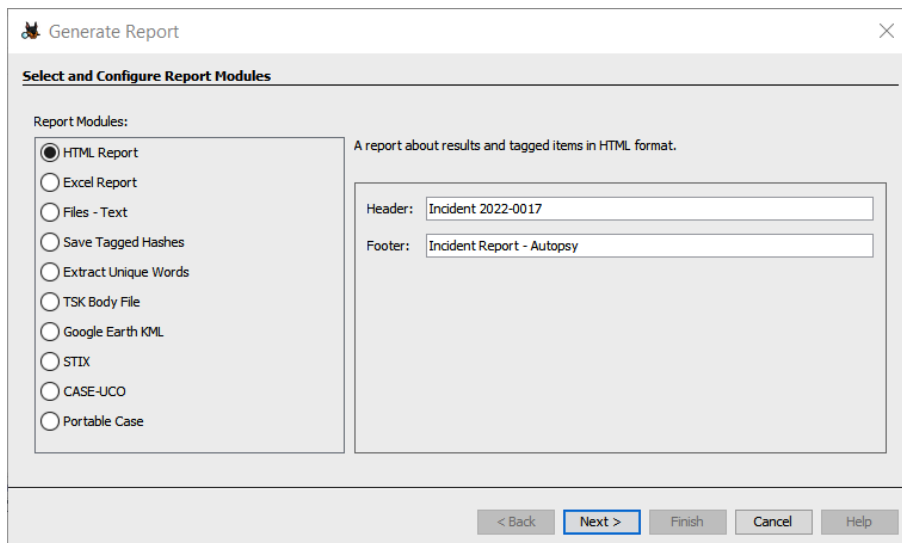 Generate Report
Select and Configure Report Modules
Report Modules:
HTML Report
Excel Report
Files - Text
Save Tagged Hashes
Extract Unique Words
TSK Body File
Google Earth KML
STIX
CASE-UCO
Portable Case
A report about results and tagged items in HTML format.
Header: Incident 2022-0017
Footer: Incident Report - Autopsy
< Back Next > Finish Cancel Help